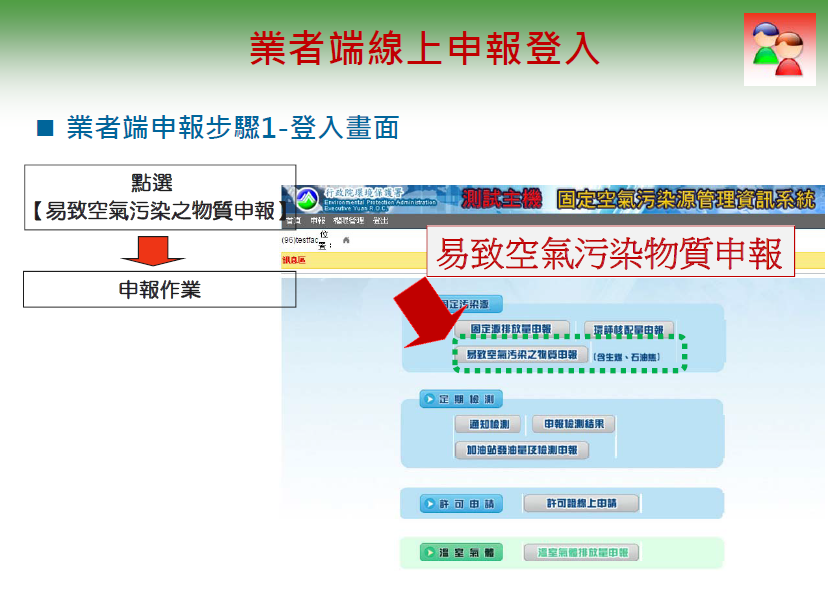 業者端線上申報登入
業者端申報步驟1-登入畫面
點選
【易致空氣污染之物質申報】
申報作業
行政院環境保護署
Environmental Protection Administration
Executive Yuan R.O.C.
測試主機 固定空氣污染源管理資訊系統
首頁 申報 權限管理 登出
(96)testfac 位置：
訊息區
易致空氣污染物質申報
固定污染源
固定源排放量申報
環評核配量申報
易致空氣污染之物質申報 (含生煤、石油焦)
定期檢測
通知檢測 申報檢測結果
加油站發油量及檢測申報
許可申請 許可證線上申請
溫室氣體 溫室氣體排放量申報